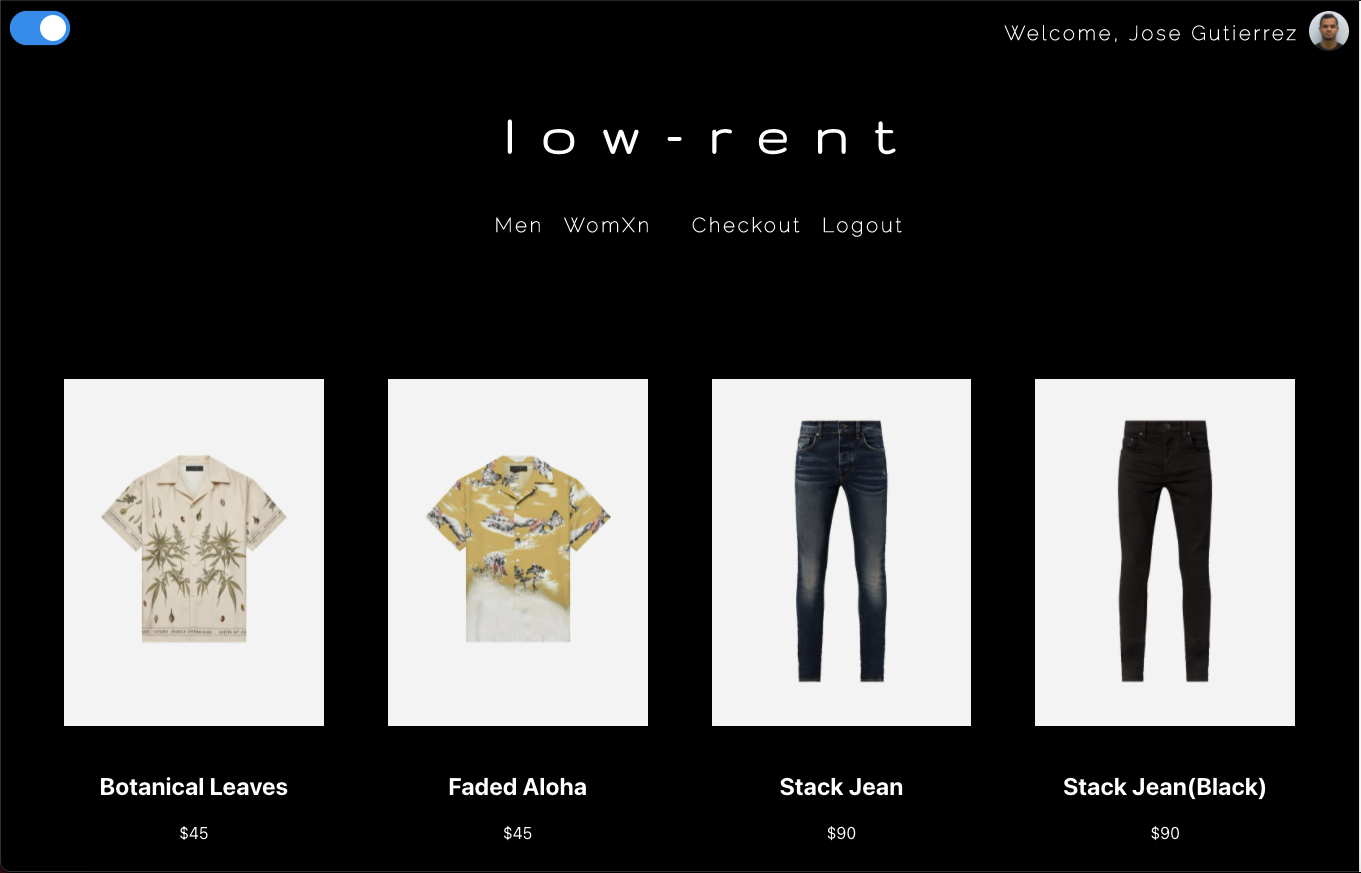 Welcome, Jose Gutierrez
low-rent
Men WomXn Checkout Logout
Botanical Leaves
Faded Aloha
Stack Jean
Stack Jean(Black)
$45
$45
$90
$90